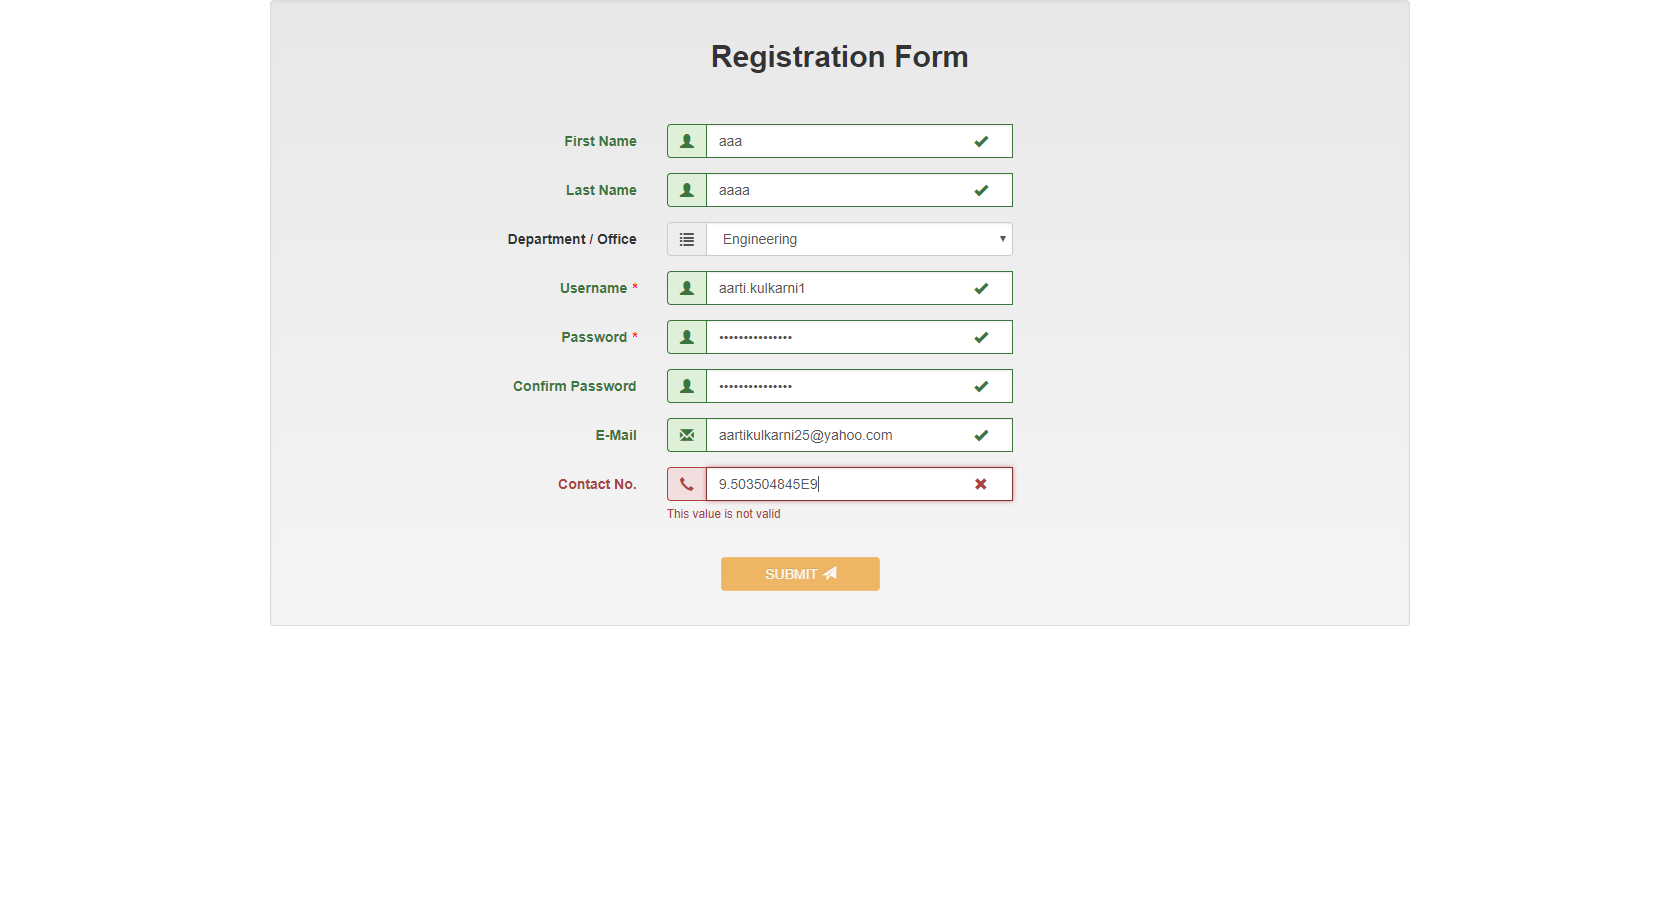 Registration Form
First Name aaa
Last Name aaaa
Department / Office Engineering
Username * aarti.kulkarni1
Password * •••••••••••••••
Confirm Password •••••••••••••••
E-Mail aartikulkarni25@yahoo.com
Contact No. 9.503504845E9
This value is not valid
SUBMIT